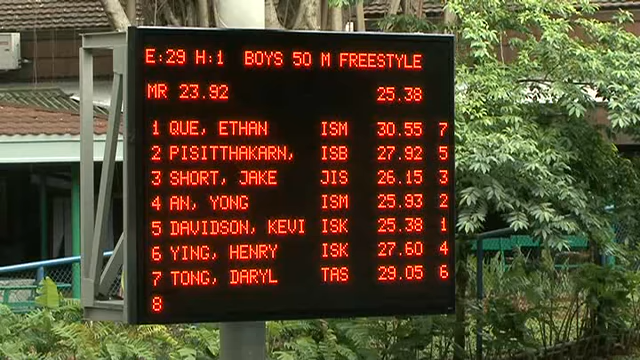 E:29 H:1 BOYS 50 M FREESTYLE
MR 23.92 25.38
1 QUE, ETHAN ISM 30.55 7
2 PISITTHAKARN, ISB 27.92 5
3 SHORT, JAKE JIS 26.15 3
4 AN, YONG ISM 25.93 2
5 DAVIDSON, KEVI ISK 25.38 1
6 YING, HENRY ISK 27.60 4
7 TONG, DARYL TAS 29.05 6
8